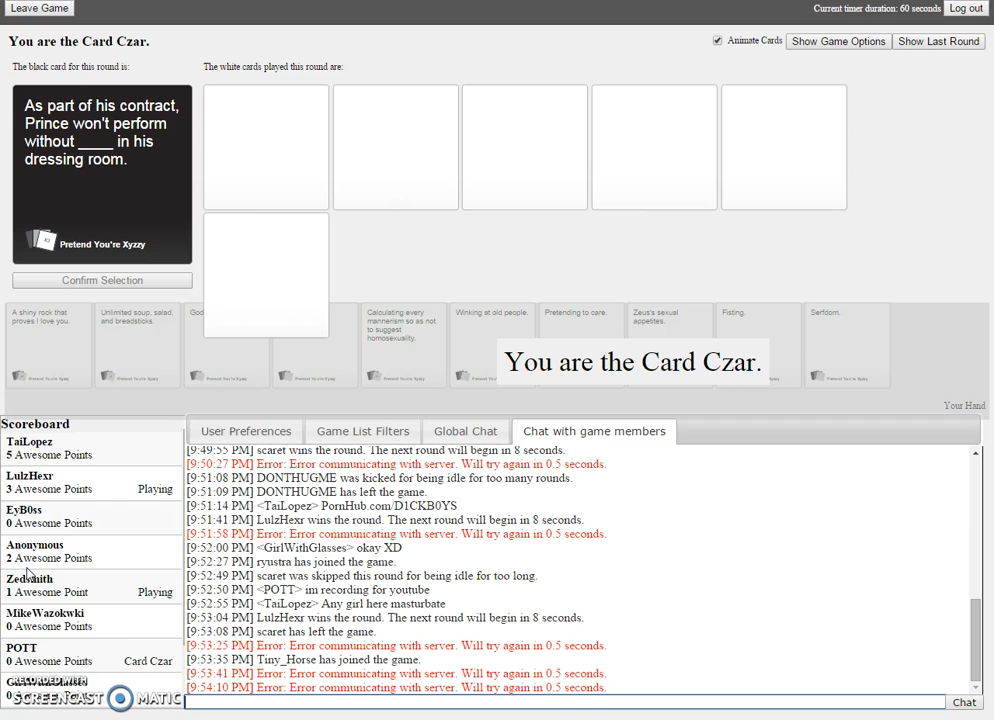 Leave Game
Current timer duration: 60 seconds
Log out
You are the Card Czar.
Animate Cards
Show Game Options
Show Last Round
The black card for this round is:
The white cards played this round are:
As part of his contract,
Prince won't perform
without ____ in his
dressing room.
Pretend You're Xyzzy
Confirm Selection
A shiny rock that
proves I love you.
Unlimited soup, salad,
and breadsticks.
God
Calculating every
mannerism so as not
to suggest
homosexuality.
Winking at old people.
Pretending to care.
Zeus's sexual
appetites.
Fisting.
Serfdom.
You are the Card Czar.
Your Hand
Scoreboard
TaiLopez
5 Awesome Points
LulzHexr
3 Awesome Points Playing
EyB0ss
0 Awesome Points
Anonymous
2 Awesome Points
Zedsmith
1 Awesome Point Playing
MikeWazokwki
0 Awesome Points
POTT
0 Awesome Points Card Czar
GirlWithGlasses
RECORDED WITH
SCREENCAST MATIC
User Preferences
Game List Filters
Global Chat
Chat with game members
[9:49:55 PM] scaret wins the round. The next round will begin in 8 seconds.
[9:50:27 PM] Error: Error communicating with server. Will try again in 0.5 seconds.
[9:51:08 PM] DONTHUGME was kicked for being idle for too many rounds.
[9:51:09 PM] DONTHUGME has left the game.
[9:51:14 PM] <TaiLopez> PornHub.com/D1CKB0YS
[9:51:41 PM] LulzHexr wins the round. The next round will begin in 8 seconds.
[9:51:58 PM] Error: Error communicating with server. Will try again in 0.5 seconds.
[9:52:00 PM] <GirlWithGlasses> okay XD
[9:52:27 PM] ryustra has joined the game.
[9:52:49 PM] scaret was skipped this round for being idle for too long.
[9:52:50 PM] <POTT> im recording for youtube
[9:52:55 PM] <TaiLopez> Any girl here masturbate
[9:53:04 PM] LulzHexr wins the round. The next round will begin in 8 seconds.
[9:53:08 PM] scaret has left the game.
[9:53:25 PM] Error: Error communicating with server. Will try again in 0.5 seconds.
[9:53:35 PM] Tiny_Horse has joined the game.
[9:53:41 PM] Error: Error communicating with server. Will try again in 0.5 seconds.
[9:54:10 PM] Error: Error communicating with server. Will try again in 0.5 seconds.
Chat